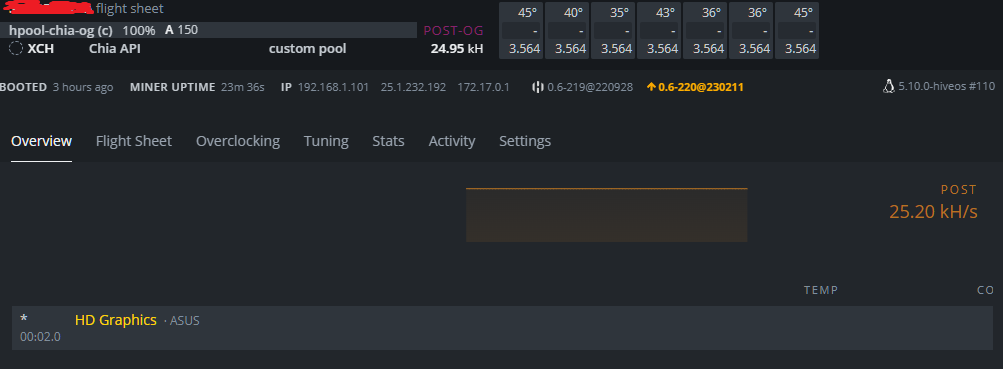 flight sheet
45° 40° 35° 43° 36° 36° 45°
hpool-chia-og (c) 100% A 150 POST-OG - - - - - - -
XCH Chia API custom pool 24.95 kH 3.564 3.564 3.564 3.564 3.564 3.564 3.564
BOOTED 3 hours ago MINER UPTIME 23m 36s IP 192.168.1.101 25.1.232.192 172.17.0.1 0.6-219@220928 0.6-220@230211 5.10.0-hiveos #110
Overview Flight Sheet Overclocking Tuning Stats Activity Settings
POST
25.20 kH/s
TEMP CO
* HD Graphics · ASUS
00:02.0